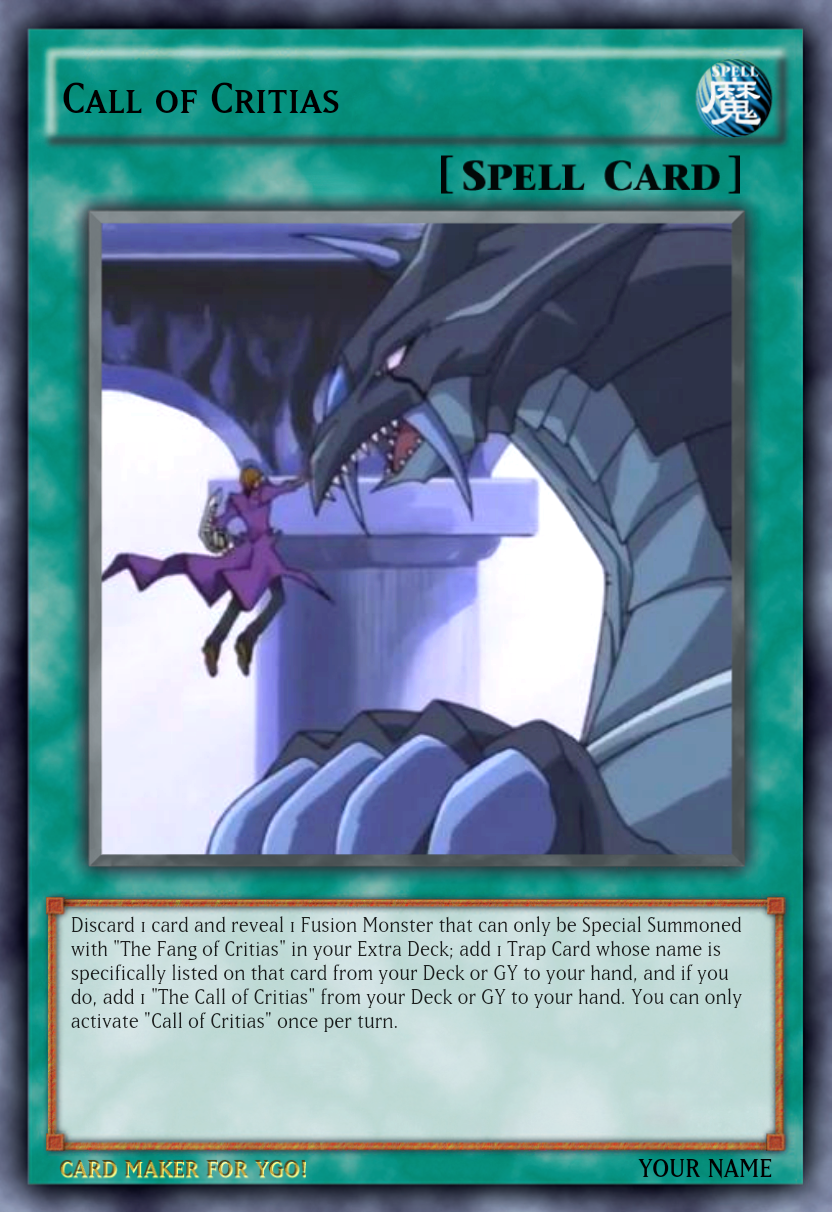 Call of Critias
SPELL
魔
[Spell Card]
Discard 1 card and reveal 1 Fusion Monster that can only be Special Summoned
with "The Fang of Critias" in your Extra Deck; add 1 Trap Card whose name is
specifically listed on that card from your Deck or GY to your hand, and if you
do, add 1 "The Call of Critias" from your Deck or GY to your hand. You can only
activate "Call of Critias" once per turn.
CARD MAKER FOR YGO!
YOUR NAME